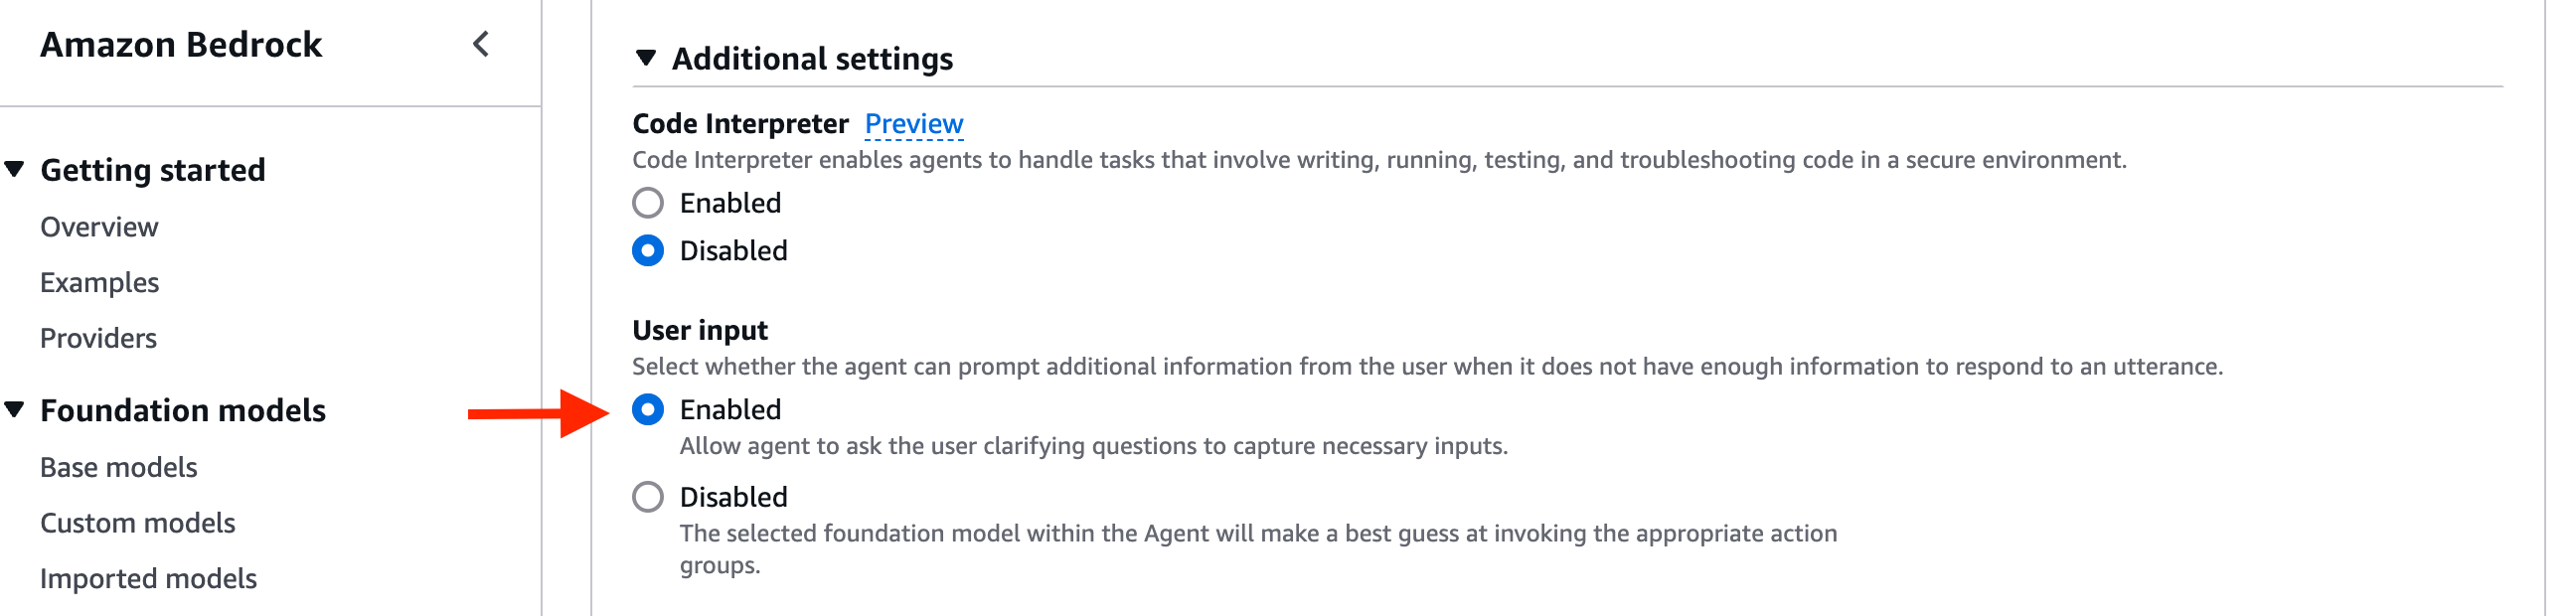 Amazon Bedrock
Getting started
Overview
Examples
Providers
Foundation models
Base models
Custom models
Imported models
Additional settings
Code Interpreter Preview
Code Interpreter enables agents to handle tasks that involve writing, running, testing, and troubleshooting code in a secure environment.
Enabled
Disabled
User input
Select whether the agent can prompt additional information from the user when it does not have enough information to respond to an utterance.
Enabled
Allow agent to ask the user clarifying questions to capture necessary inputs.
Disabled
The selected foundation model within the Agent will make a best guess at invoking the appropriate action
groups.